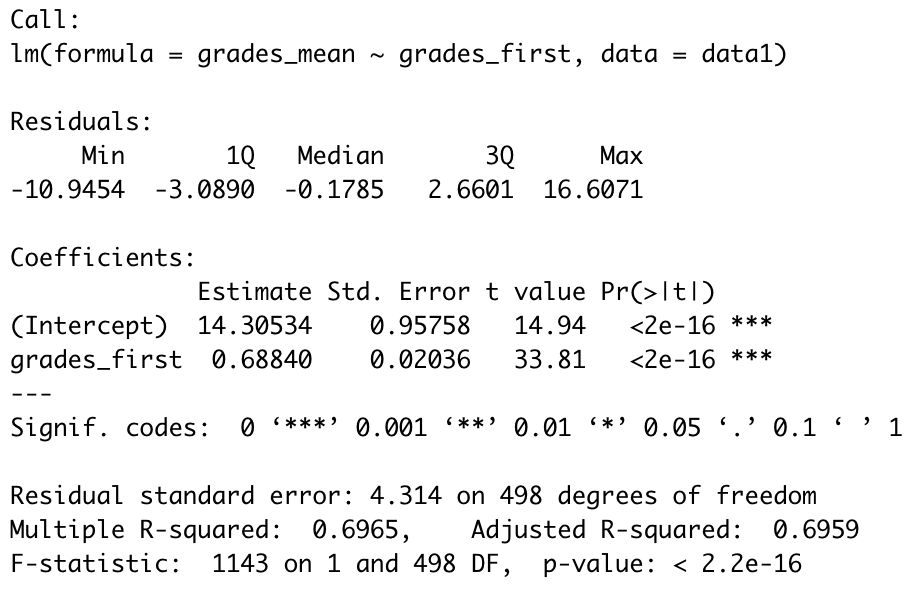 Call:
lm(formula = grades_mean ~ grades_first, data = data1)
Residuals:
Min 1Q Median 3Q Max
-10.9454 -3.0890 -0.1785 2.6601 16.6071
Coefficients:
Estimate Std. Error t value Pr(>|t|)
(Intercept) 14.30534 0.95758 14.94 <2e-16 ***
grades_first 0.68840 0.02036 33.81 <2e-16 ***
---
Signif. codes: 0 ‘***’ 0.001 ‘**’ 0.01 ‘*’ 0.05 ‘.’ 0.1 ‘ ’ 1
Residual standard error: 4.314 on 498 degrees of freedom
Multiple R-squared: 0.6965, Adjusted R-squared: 0.6959
F-statistic: 1143 on 1 and 498 DF, p-value: < 2.2e-16